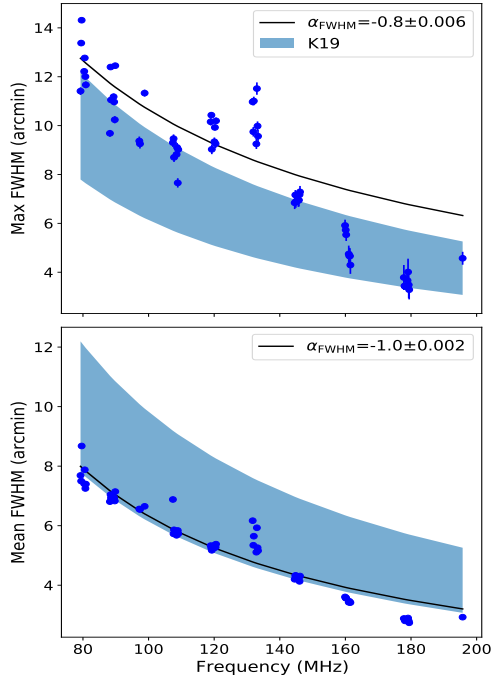 α_FWHM=-0.8±0.006
K19
14
12
10
8
6
4
Max FWHM (arcmin)
α_FWHM=-1.0±0.002
12
10
8
6
4
Mean FWHM (arcmin)
80 100 120 140 160 180 200
Frequency (MHz)